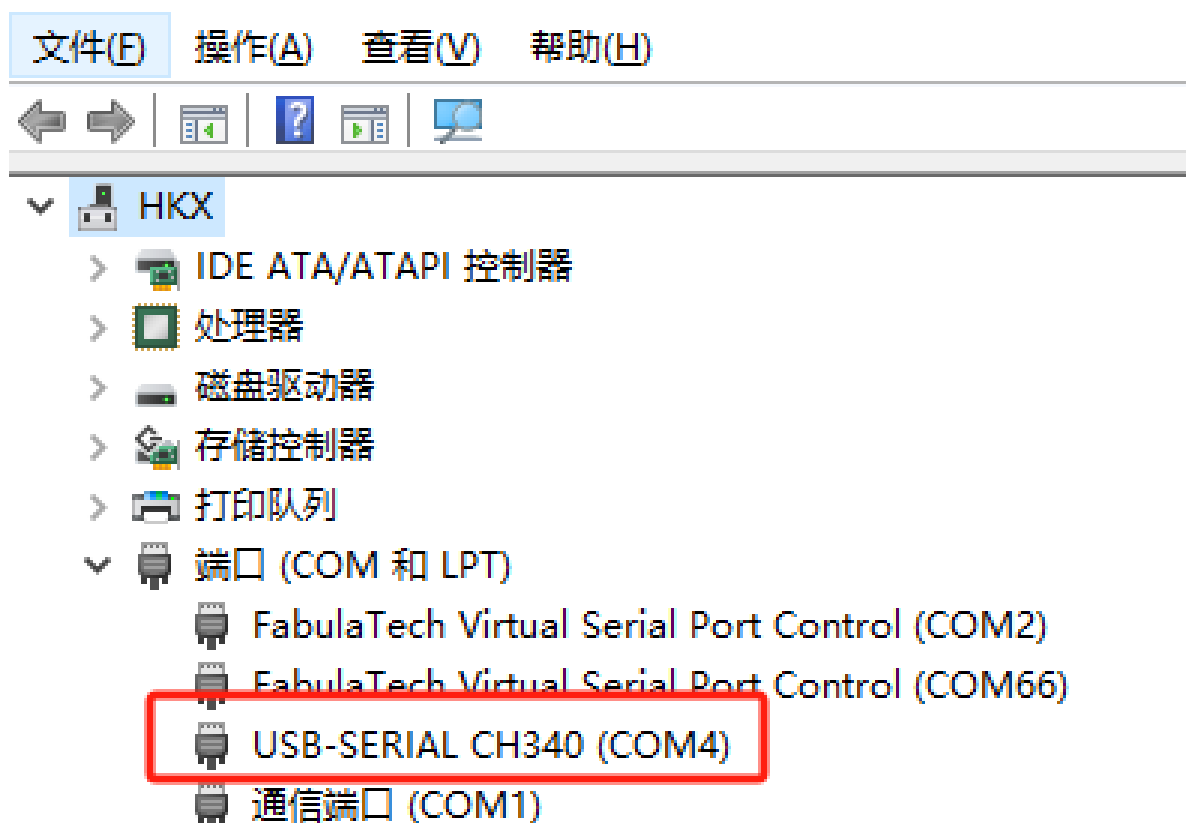 文件(F) 操作(A) 查看(V) 帮助(H)
?
HKX
IDE ATA/ATAPI 控制器
处理器
磁盘驱动器
存储控制器
打印队列
端口 (COM 和 LPT)
FabulaTech Virtual Serial Port Control (COM2)
FabulaTech Virtual Serial Port Control (COM66)
USB-SERIAL CH340 (COM4)
通信端口 (COM1)